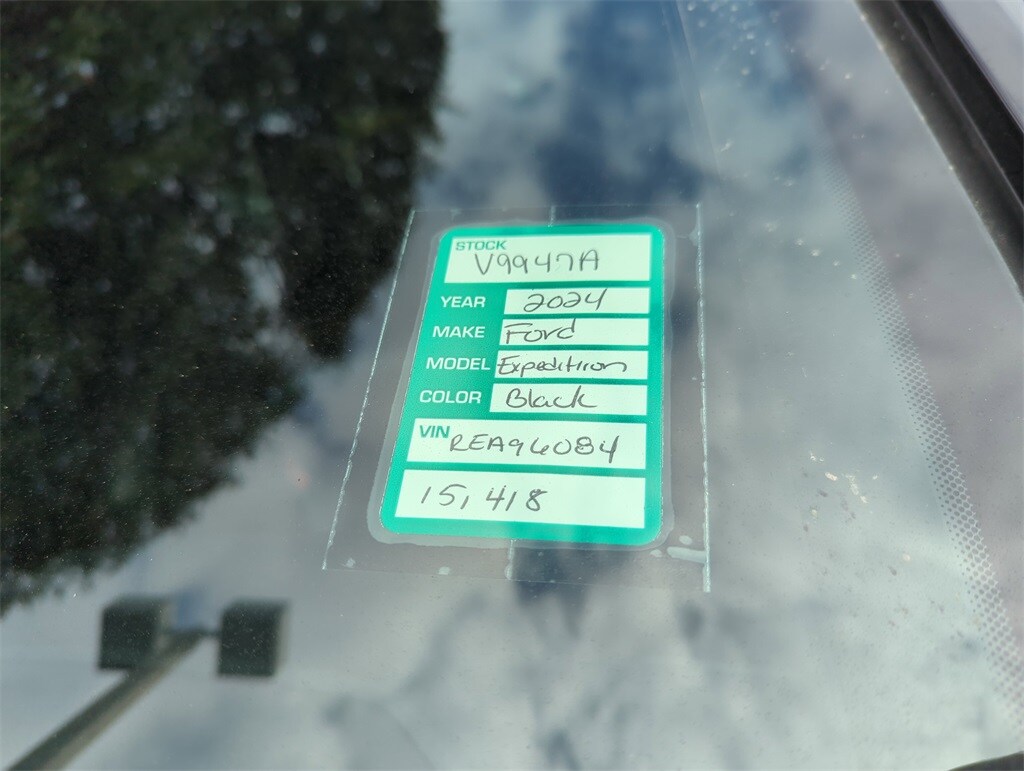 STOCK
V9947A
YEAR 2024
MAKE Ford
MODEL Expedition
COLOR Black
VIN REA96084
15,418